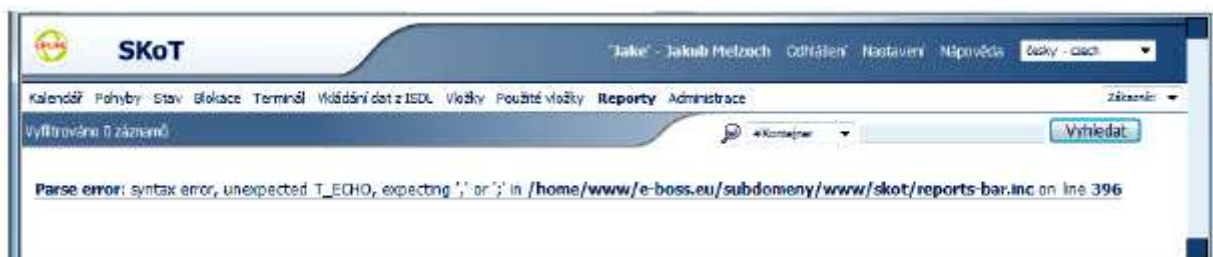 SKoT
'Jake' - Jakub Melzoch Odhlášení Nastavení Nápověda česky - czech
Kalendář Pohyby Stav Blokace Terminál Vkládání dat z ISDL Vložky Použité vložky Reporty Administrace Zákazníc
Vyfiltrováno 0 záznamů #Kontejner Vyhledat
Parse error: syntax error, unexpected T_ECHO, expecting ',' or ';' in /home/www/e-boss.eu/subdomeny/www/skot/reports-bar.inc on line 396